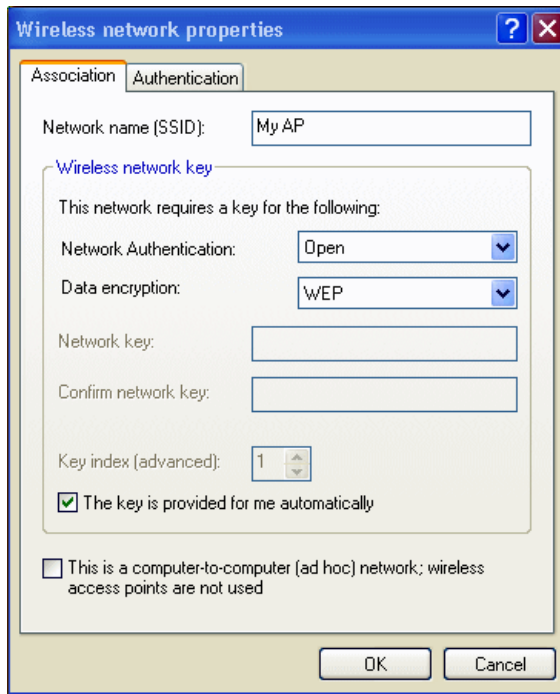 Wireless network properties
Association
Authentication
Network name (SSID):
My AP
Wireless network key
This network requires a key for the following:
Network Authentication:
Open
Data encryption:
WEP
Network key:
Confirm network key:
Key index (advanced):
1
The key is provided for me automatically
This is a computer-to-computer (ad hoc) network; wireless
access points are not used
OK
Cancel